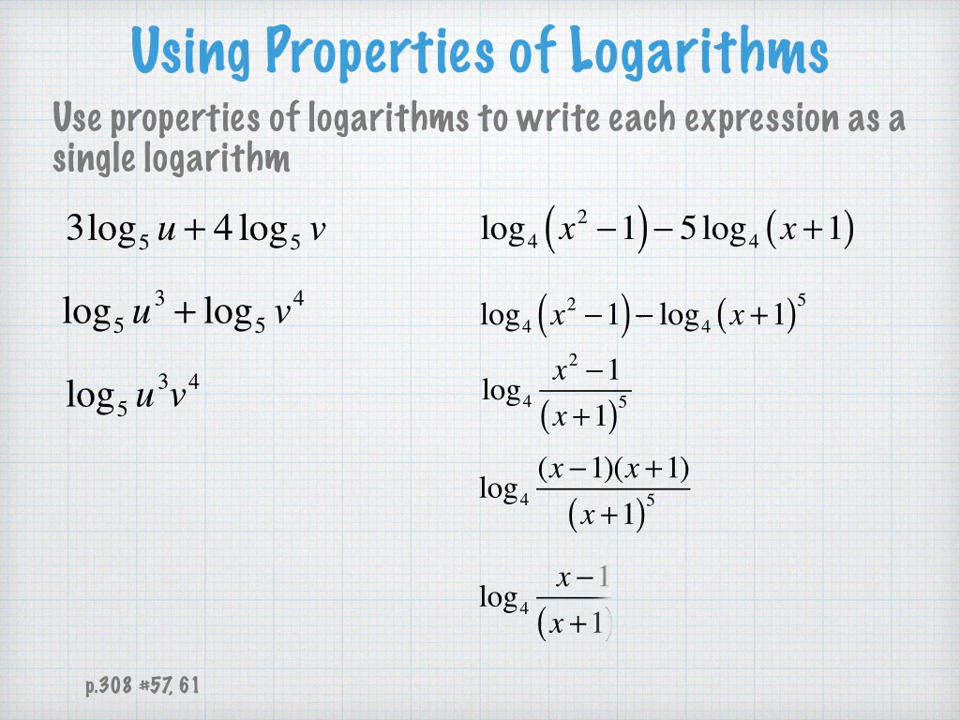 Using Properties of Logarithms
Use properties of logarithms to write each expression as a
single logarithm
3log₅ u + 4 log₅ v
log₅ u³ + log₅ v⁴
log₅ u³v⁴
log₄ (x² − 1) − 5 log₄ (x + 1)
log₄ (x² − 1) − log₄ (x + 1)⁵
log₄ (x² − 1)/(x + 1)⁵
log₄ (x − 1)(x + 1)/(x + 1)⁵
log₄ x − 1/(x + 1)
p.308 #57, 61